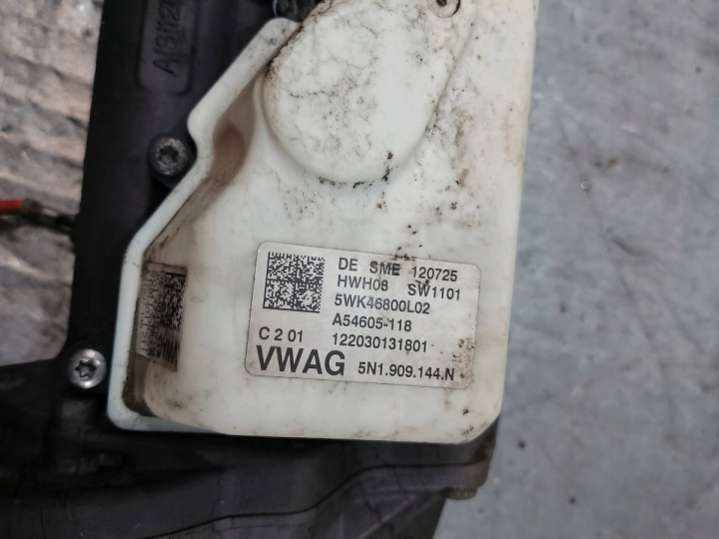 DE SME 120725
HWH08 SW1101
5WK46800L02
A54605-118
C 2 01 122030131801
VWAG 5N1.909.144.N